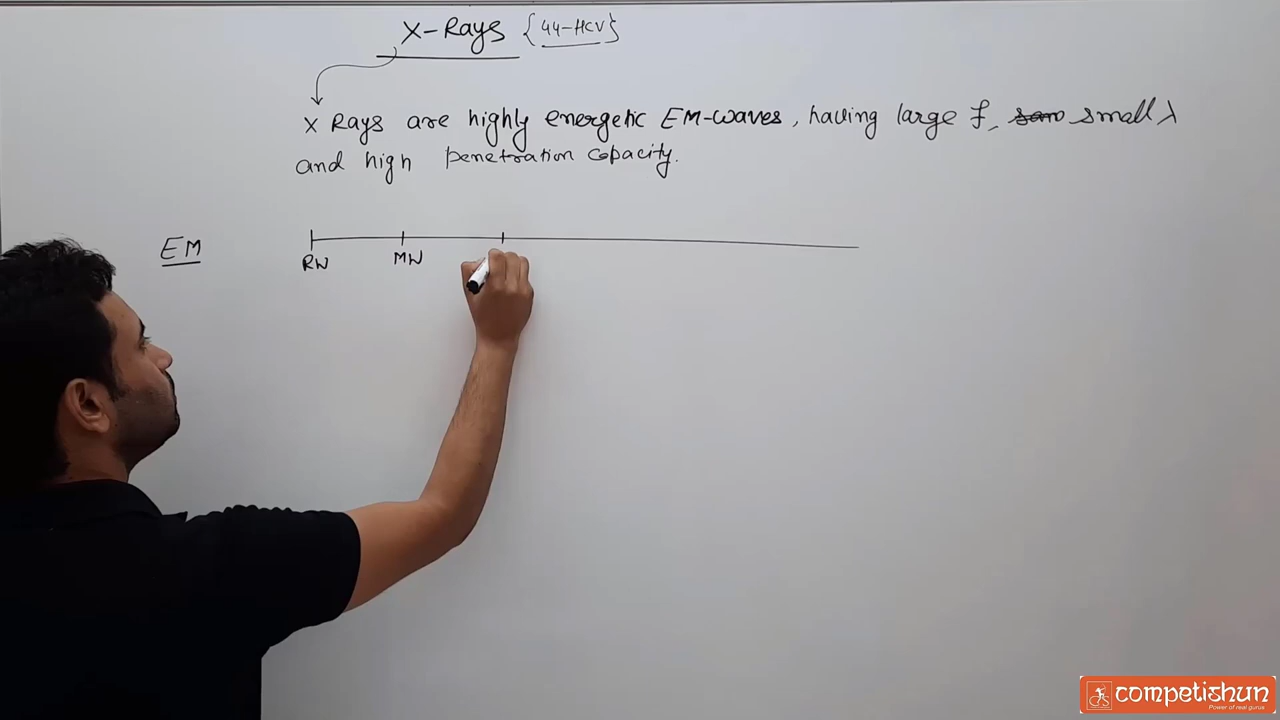 X-Rays {44-HCV}
X Rays are highly energetic EM-waves, having large f, small λ
and high penetration capacity.
EM
RW MW
competishun
Power of real gurus